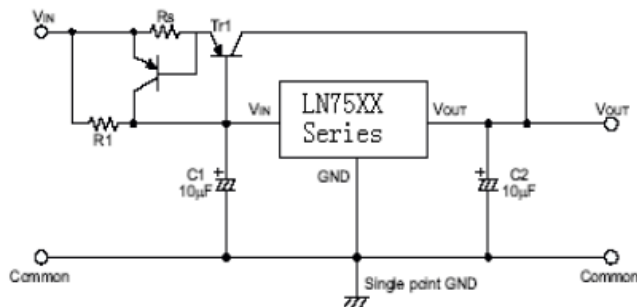 VIN
Rs
Tr1
R1
VIN
LN75XX
Series
VOUT
VOUT
C1
+
10μF
GND
+
C2
10μF
Common
Single point GND
Common